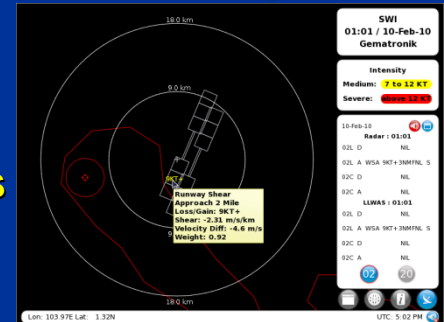 s
18.0 km
9.0 km
9KT+
Runway Shear
Approach 2 Mile
Loss/Gain: 9KT+
Shear: -2.31 m/s/km
Velocity Diff: -4.6 m/s
Weight: 0.92
18.0 km
Lon: 103.97E Lat: 1.32N
SWI
01:01 / 10-Feb-10
Gematronik
Intensity
Medium: 7 to 12 KT
Severe: above 12 KT
10-Feb-10
Radar : 01:01
02L D NIL
02L A WSA 9KT+3NMFNL S
02C D NIL
02C A NIL
LLWAS : 01:01
02L D NIL
02L A WSA 9KT+3NMFNL S
02C D NIL
02C A NIL
02 20
UTC: 5:02 PM